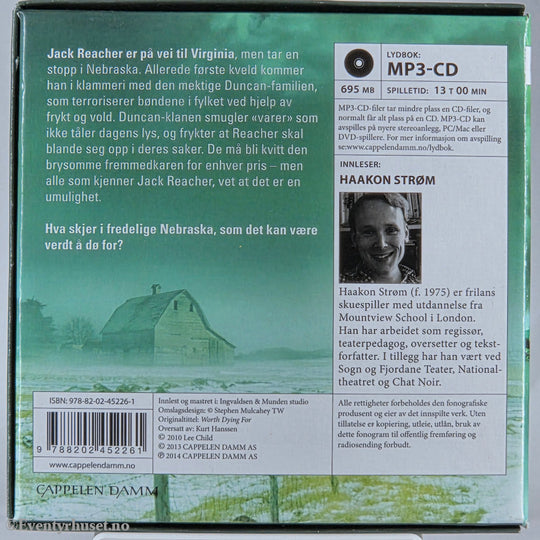 Jack Reacher er på vei til Virginia, men tar en
stopp i Nebraska. Allerede første kveld kommer
han i klammeri med den mektige Duncan-familien,
som terroriserer bøndene i fylket ved hjelp av
frykt og vold. Duncan-klanen smugler «varer» som
ikke tåler dagens lys, og frykter at Reacher skal
blande seg opp i deres saker. De må bli kvitt den
brysomme fremmedkaren for enhver pris – men
alle som kjenner Jack Reacher, vet at det er en
umulighet.
Hva skjer i fredelige Nebraska, som det kan være
verdt å dø for?
LYDBOK:
MP3-CD
695 MB
SPILLETID: 13 T 00 MIN
MP3-CD-filer tar mindre plass en CD-filer, og
normalt får alt plass på en CD. MP3-CD kan
avspilles på nyere stereoanlegg, PC/Mac eller
DVD-spillere. For mer informasjon om avspilling
se:www.cappelendamm.no/lydbok.
INNLESER:
HAAKON STRØM
Haakon Strøm (f. 1975) er frilans
skuespiller med utdannelse fra
Mountview School i London.
Han har arbeidet som regissør,
teaterpedagog, oversetter og tekst-
forfatter. I tillegg har han vært ved
Sogn og Fjordane Teater, National-
theatret og Chat Noir.
Alle rettigheter forbeholdes den fonografiske
produsent og eier av det innspilte verk. Uten
tillatelse er kopiering, utleie, utlån, bruk av
dette fonogram til offentlig fremføring og
radiosending forbudt.
ISBN: 978-82-02-45226-1
9 788202 452261
www.cappelendamm.no
Innlest og mastret i: Ingvaldsen & Munden studio
Omslagsdesign: © Stephen Mulcahey TW
Originaltittel: Worth Dying For
Oversatt av: Kurt Hanssen
© 2010 Lee Child
© 2013 CAPPELEN DAMM AS
℗ 2014 CAPPELEN DAMM AS
CAPPELEN DAMM
©Eventyrhuset.no